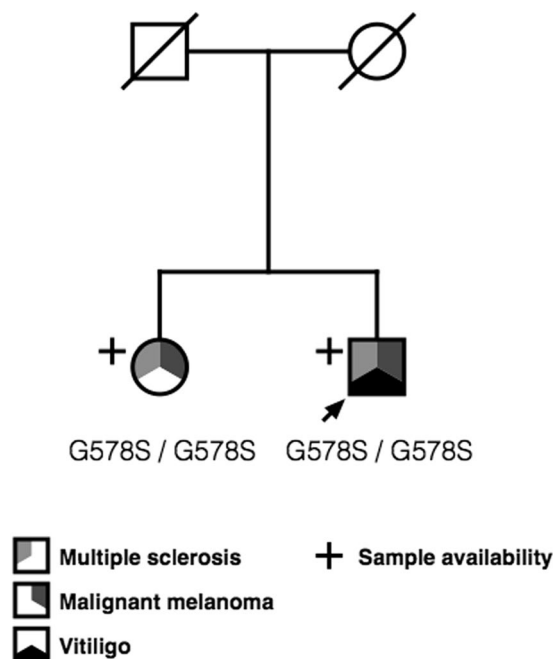 G578S / G578S
G578S / G578S
Multiple sclerosis
+ Sample availability
Malignant melanoma
Vitiligo